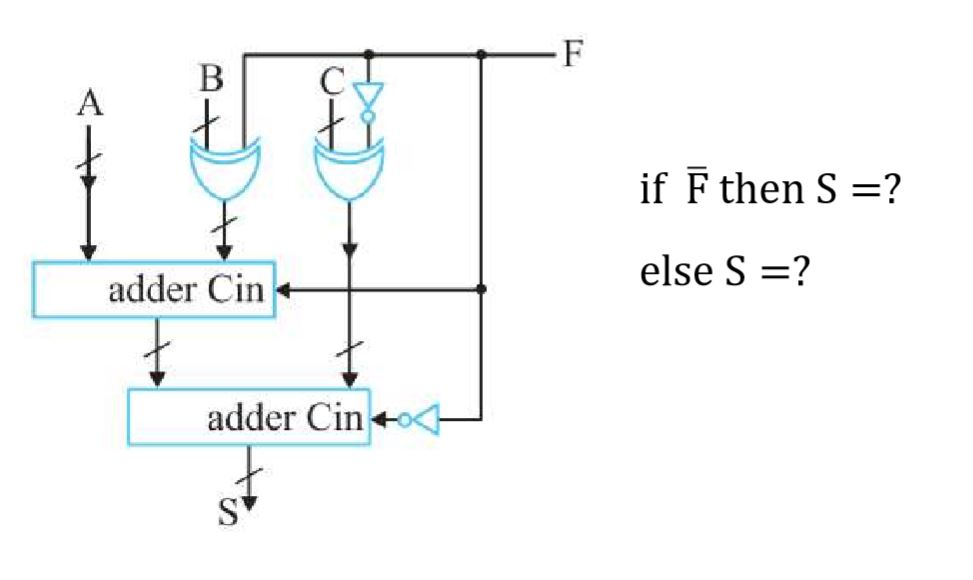 F
B
C
A
if F̄ then S =?
else S =?
adder Cin
adder Cin
S